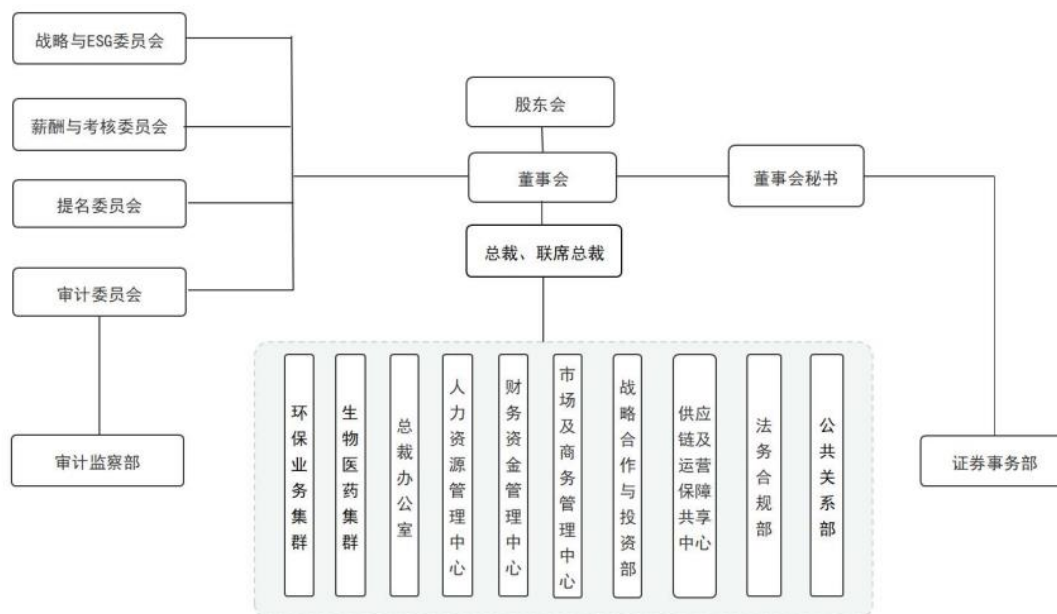 战略与ESG委员会
薪酬与考核委员会
提名委员会
审计委员会
审计监察部
股东会
董事会
总裁、联席总裁
董事会秘书
证券事务部
环保业务集群
生物医药集群
总裁办公室
人力资源管理中心
财务资金管理中心
市场及商务管理中心
战略合作与投资部
供应
链及
运营
保障
共享
中心
法务合规部
公共关系部